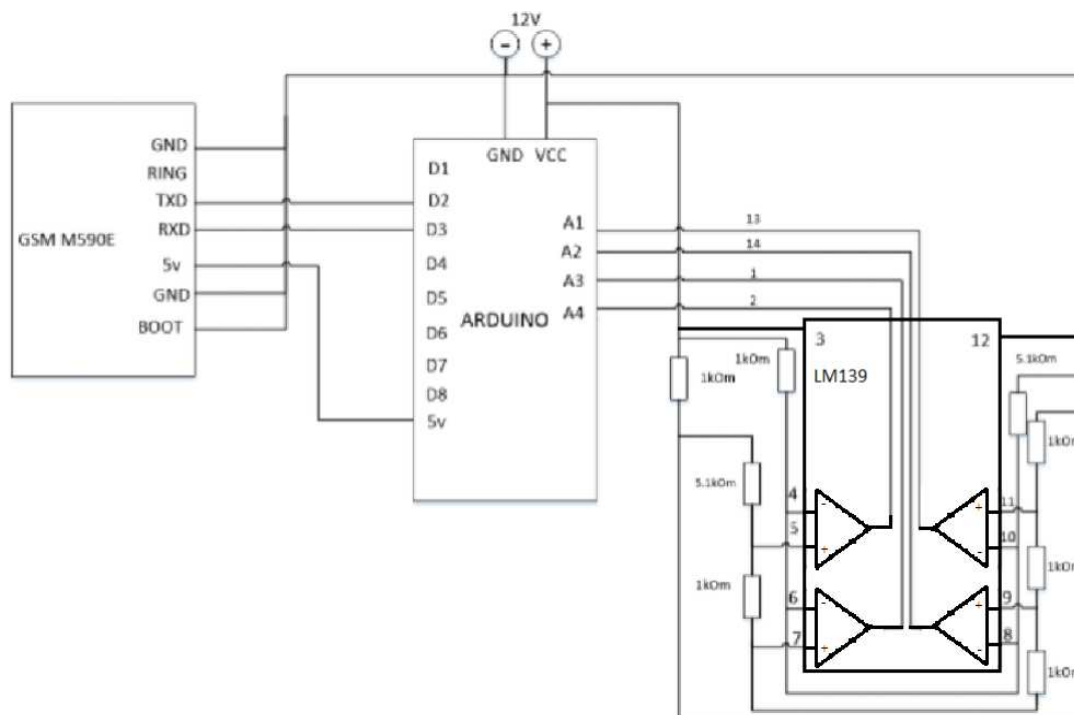 12V
-
+
GND
RING
TXD
RXD
5v
GND
BOOT
GSM M590E
GND VCC
D1
D2
D3
D4
D5
D6
D7
D8
5v
ARDUINO
A1
A2
A3
A4
13
14
1
2
3
12
LM139
1kOm
1kOm
5.1kOm
1kOm
5.1kOm
1kOm
1kOm
1kOm
4
-
5
+
6
-
7
+
11
+
10
-
9
+
8
-